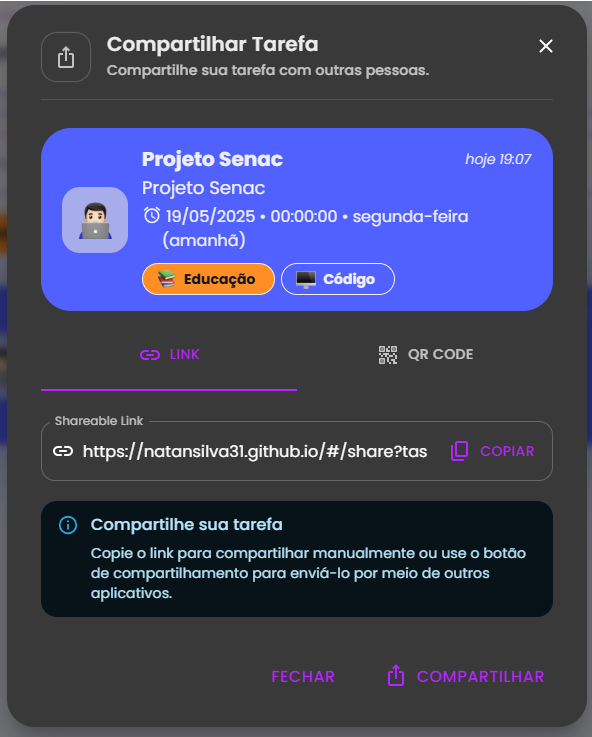 Compartilhar Tarefa
Compartilhe sua tarefa com outras pessoas.
Projeto Senac
hoje 19:07
Projeto Senac
19/05/2025 • 00:00:00 • segunda-feira
(amanhã)
Educação
Código
LINK
QR CODE
Shareable Link
https://natansilva31.github.io/#/share?tas
COPIAR
Compartilhe sua tarefa
Copie o link para compartilhar manualmente ou use o botão
de compartilhamento para enviá-lo por meio de outros
aplicativos.
FECHAR
COMPARTILHAR